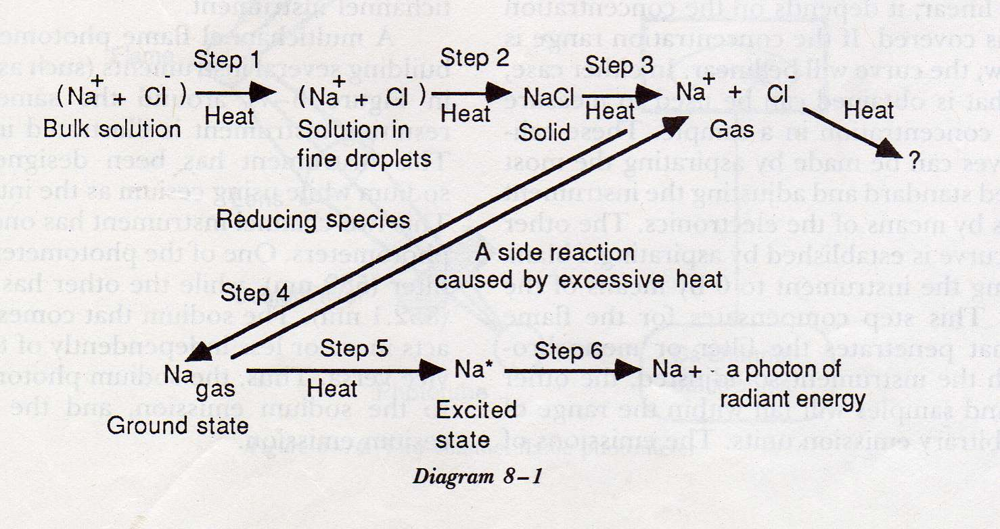 Step 1
Step 2
Step 3
(Na⁺ + Cl⁻) Heat (Na⁺ + Cl⁻) Heat NaCl Heat Na⁺ + Cl⁻ Heat
Bulk solution
Solution in
fine droplets
Solid
Gas
?
Reducing species
A side reaction
caused by excessive heat
Step 4
Step 5
Step 6
Na gas Heat Na* Na + a photon of
radiant energy
Ground state
Excited
state
Diagram 8–1